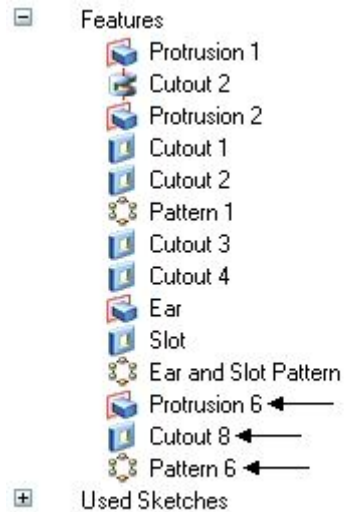 Features
Protrusion 1
Cutout 2
Protrusion 2
Cutout 1
Cutout 2
Pattern 1
Cutout 3
Cutout 4
Ear
Slot
Ear and Slot Pattern
Protrusion 6
Cutout 8
Pattern 6
Used Sketches